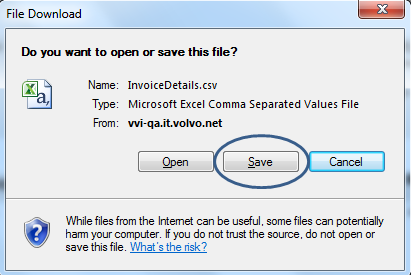 File Download
Do you want to open or save this file?
Name: InvoiceDetails.csv
Type: Microsoft Excel Comma Separated Values File
From: vvi-qa.it.volvo.net
Open Save Cancel
While files from the Internet can be useful, some files can potentially
harm your computer. If you do not trust the source, do not open or
save this file. What's the risk?